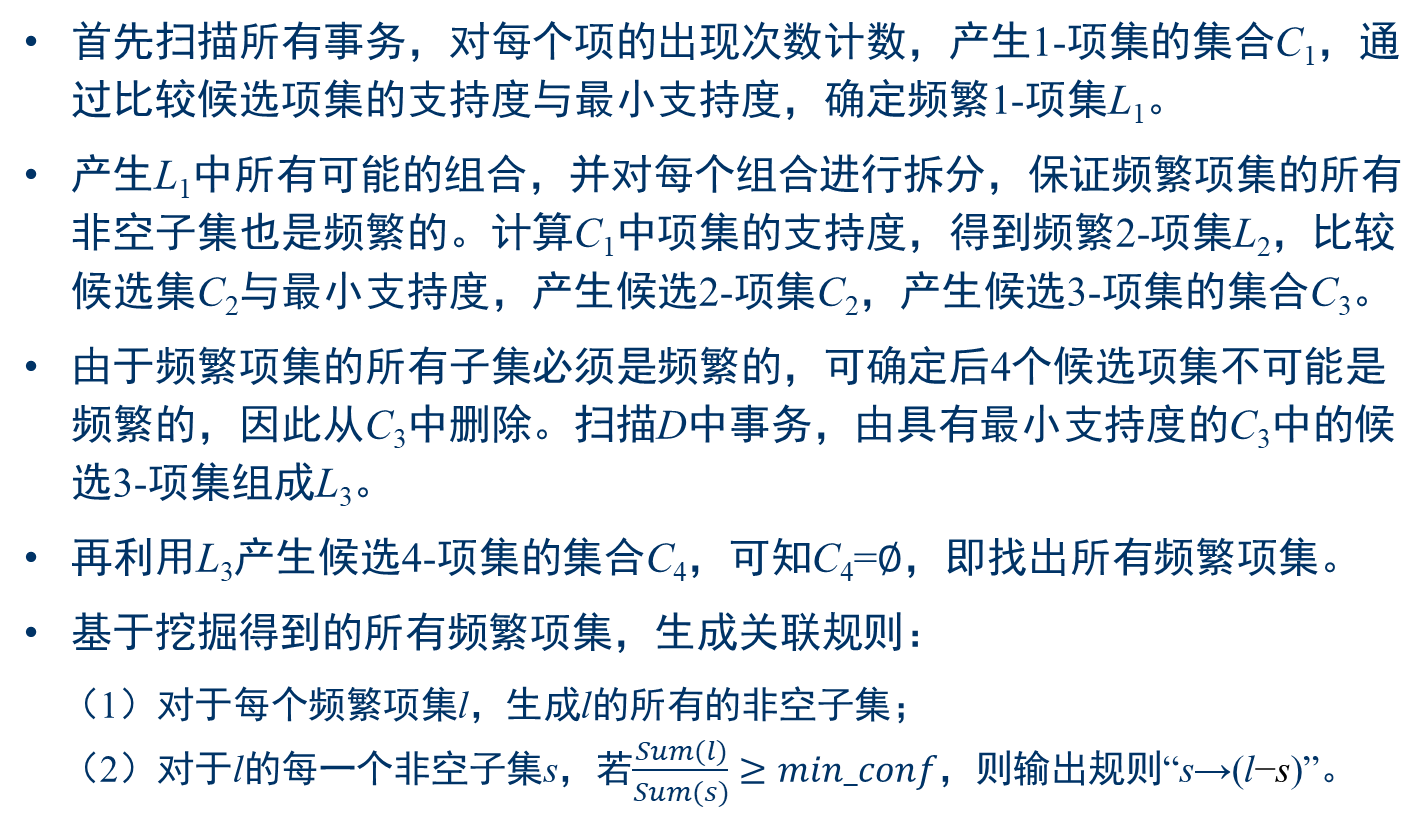 • 首先扫描所有事务，对每个项的出现次数计数，产生1-项集的集合C₁，通
过比较候选项集的支持度与最小支持度，确定频繁1-项集L₁。
• 产生L₁中所有可能的组合，并对每个组合进行拆分，保证频繁项集的所有
非空子集也是频繁的。计算C₁中项集的支持度，得到频繁2-项集L₂，比较
候选集C₂与最小支持度，产生候选2-项集C₂，产生候选3-项集的集合C₃。
• 由于频繁项集的所有子集必须是频繁的，可确定后4个候选项集不可能是
频繁的，因此从C₃中删除。扫描D中事务，由具有最小支持度的C₃中的候
选3-项集组成L₃。
• 再利用L₃产生候选4-项集的集合C₄，可知C₄=∅，即找出所有频繁项集。
• 基于挖掘得到的所有频繁项集，生成关联规则：
（1）对于每个频繁项集l，生成l的所有的非空子集；
（2）对于l的每一个非空子集s，若Sum(l)/Sum(s) ≥ min_conf，则输出规则“s→(l−s)”。